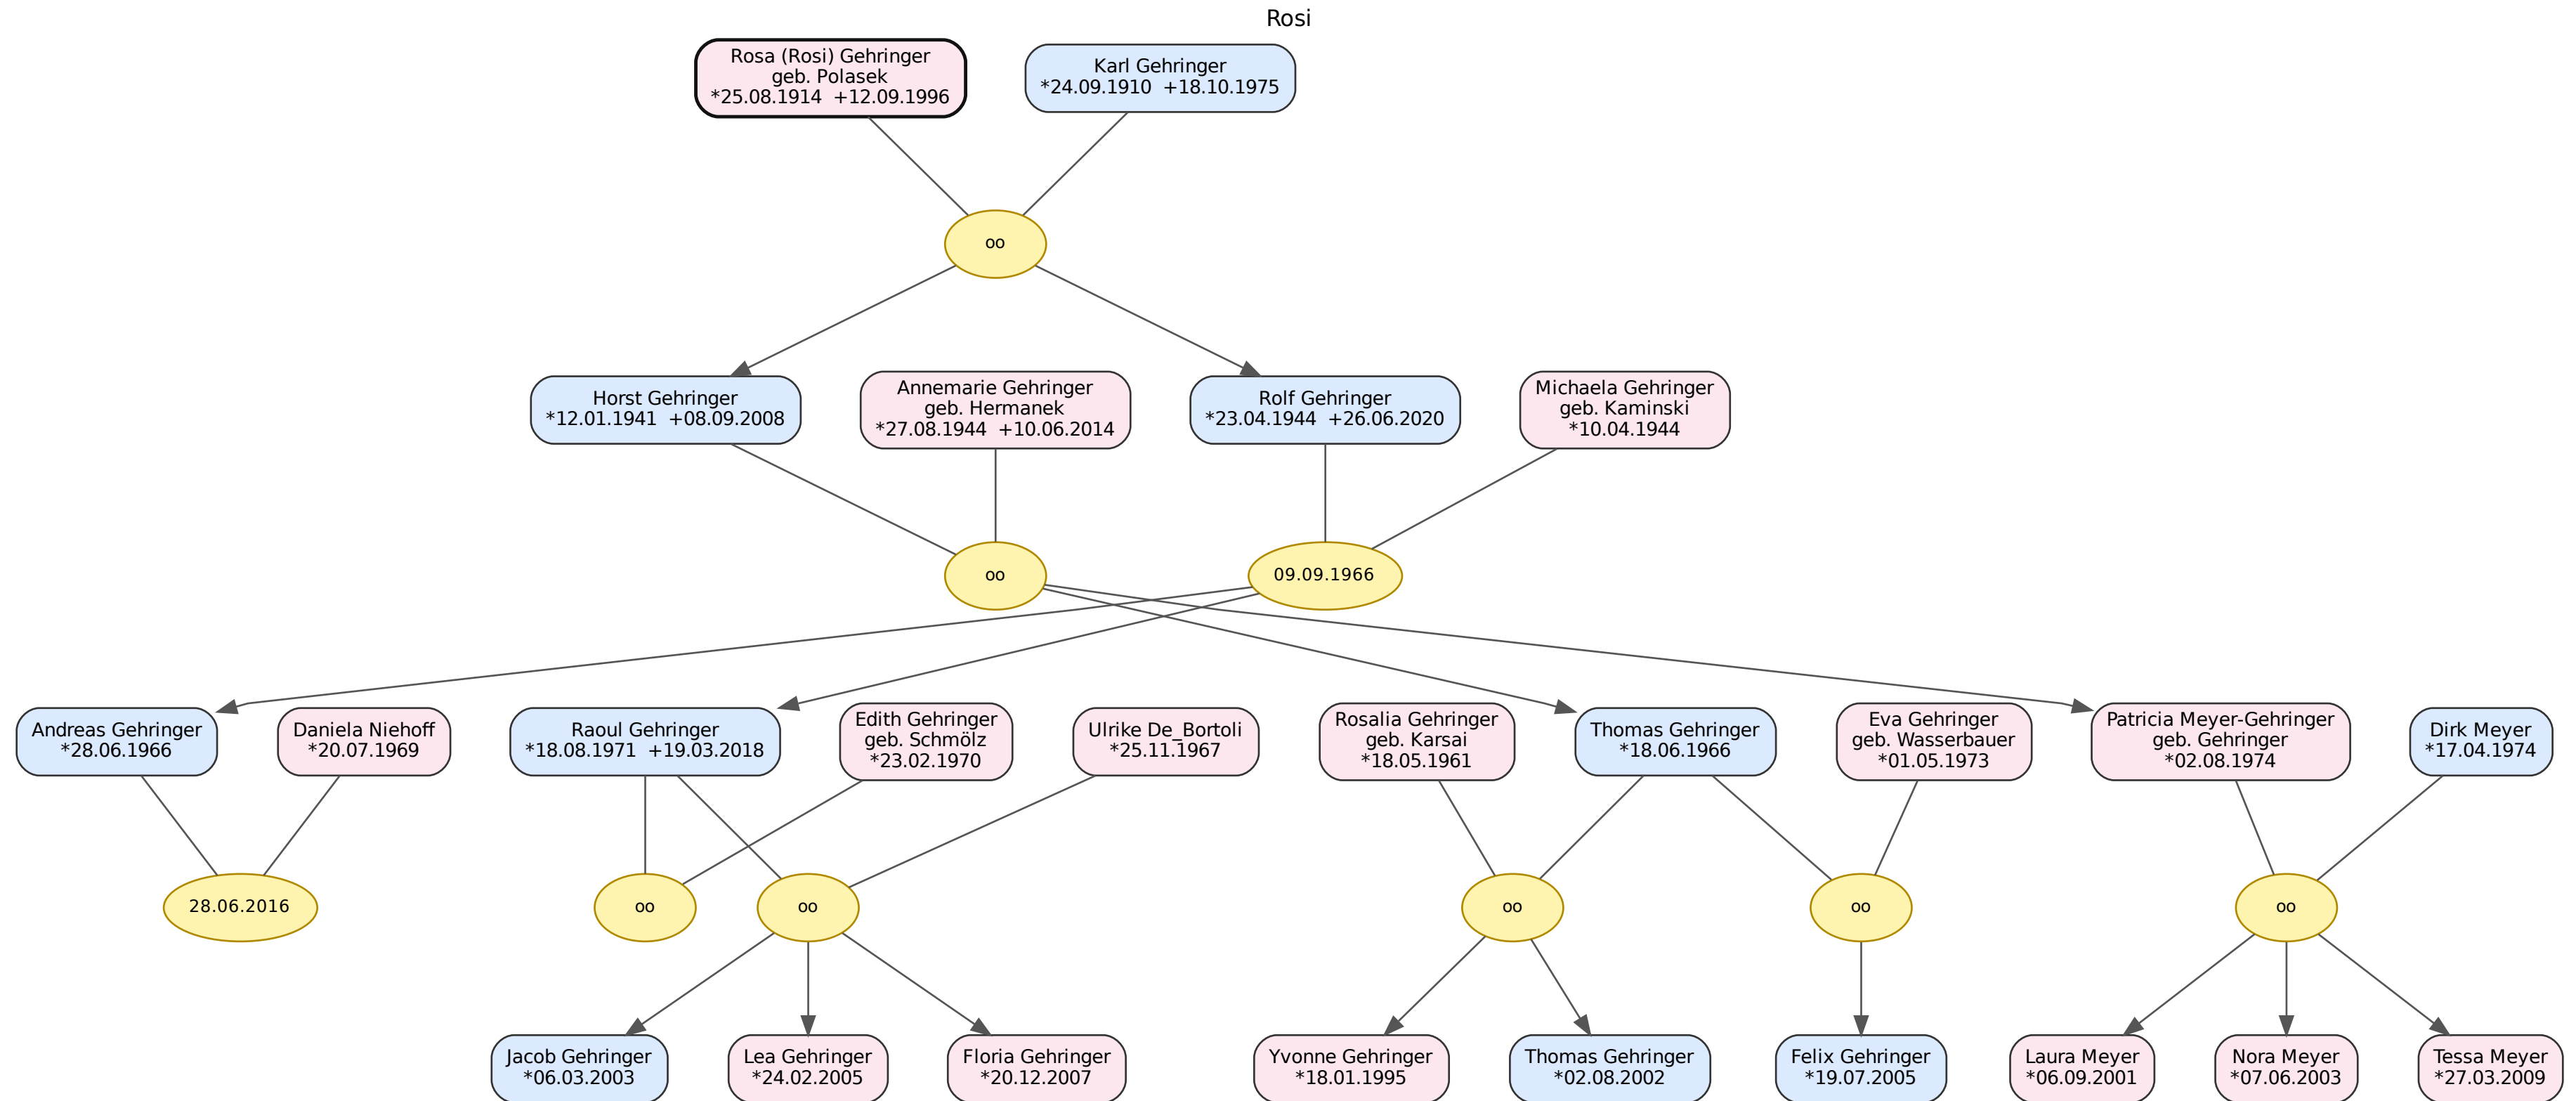 Rosi
Rosa (Rosi) Gehringer
geb. Polasek
*25.08.1914  +12.09.1996
Karl Gehringer
*24.09.1910  +18.10.1975
oo
Horst Gehringer
*12.01.1941  +08.09.2008
Annemarie Gehringer
geb. Hermanek
*27.08.1944  +10.06.2014
Rolf Gehringer
*23.04.1944  +26.06.2020
Michaela Gehringer
geb. Kaminski
*10.04.1944
oo
09.09.1966
Andreas Gehringer
*28.06.1966
Daniela Niehoff
*20.07.1969
Raoul Gehringer
*18.08.1971  +19.03.2018
Edith Gehringer
geb. Schmölz
*23.02.1970
Ulrike De_Bortoli
*25.11.1967
Rosalia Gehringer
geb. Karsai
*18.05.1961
Thomas Gehringer
*18.06.1966
Eva Gehringer
geb. Wasserbauer
*01.05.1973
Patricia Meyer-Gehringer
geb. Gehringer
*02.08.1974
Dirk Meyer
*17.04.1974
28.06.2016
oo
oo
oo
oo
oo
Jacob Gehringer
*06.03.2003
Lea Gehringer
*24.02.2005
Floria Gehringer
*20.12.2007
Yvonne Gehringer
*18.01.1995
Thomas Gehringer
*02.08.2002
Felix Gehringer
*19.07.2005
Laura Meyer
*06.09.2001
Nora Meyer
*07.06.2003
Tessa Meyer
*27.03.2009